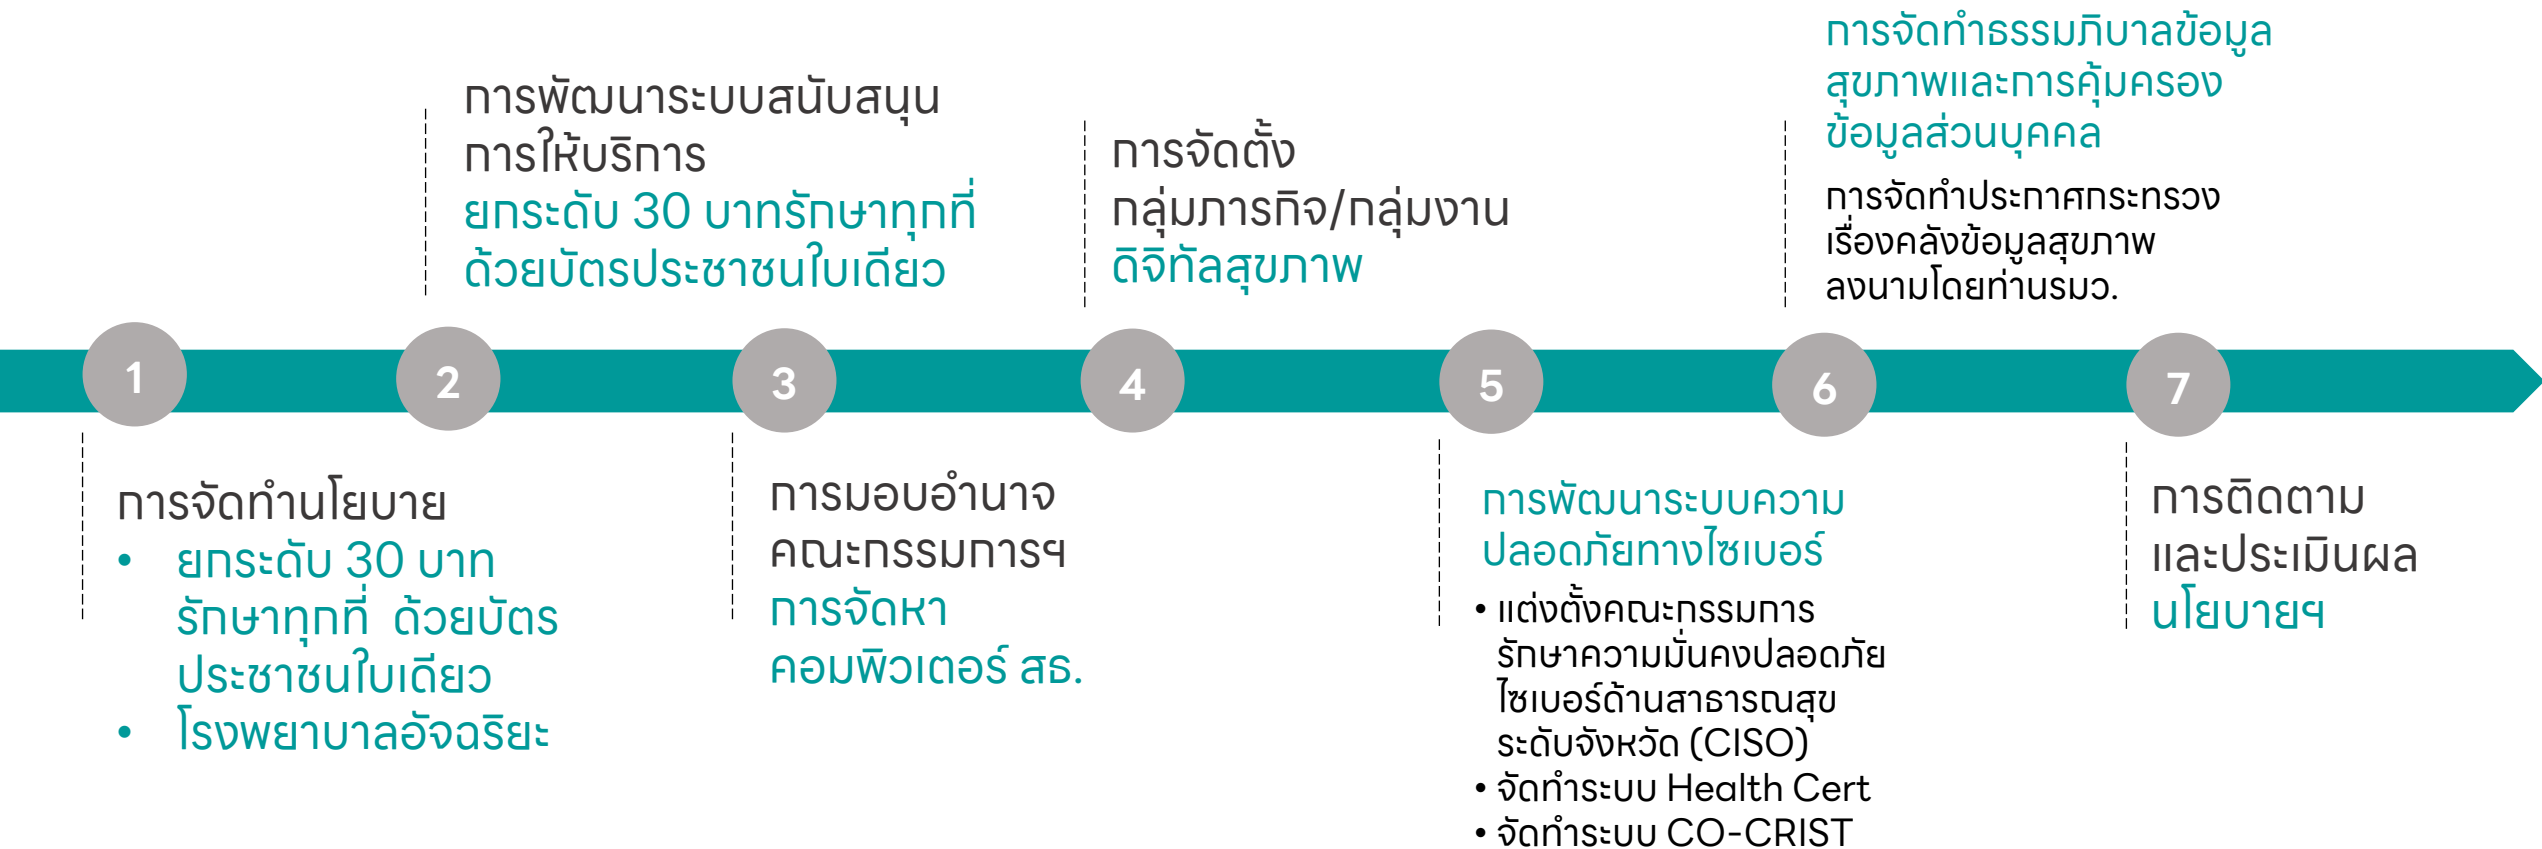 1
การจัดทำนโยบาย
• ยกระดับ 30 บาท
รักษาทุกที่ ด้วยบัตร
ประชาชนใบเดียว
• โรงพยาบาลอัจฉริยะ
2
การพัฒนาระบบสนับสนุน
การให้บริการ
ยกระดับ 30 บาทรักษาทุกที่
ด้วยบัตรประชาชนใบเดียว
3
การมอบอำนาจ
คณะกรรมการฯ
การจัดหา
คอมพิวเตอร์ สธ.
4
การจัดตั้ง
กลุ่มภารกิจ/กลุ่มงาน
ดิจิทัลสุขภาพ
5
การพัฒนาระบบความ
ปลอดภัยทางไซเบอร์
• แต่งตั้งคณะกรรมการ
รักษาความมั่นคงปลอดภัย
ไซเบอร์ด้านสาธารณสุข
ระดับจังหวัด (CISO)
• จัดทำระบบ Health Cert
• จัดทำระบบ CO-CRIST
6
การจัดทำธรรมภิบาลข้อมูล
สุขภาพและการคุ้มครอง
ข้อมูลส่วนบุคคล
การจัดทำประกาศกระทรวง
เรื่องคลังข้อมูลสุขภาพ
ลงนามโดยท่านรมว.
7
การติดตาม
และประเมินผล
นโยบายฯ